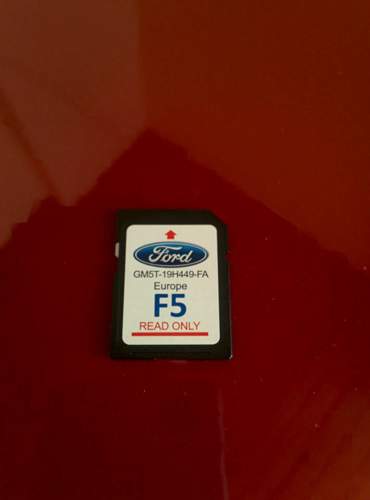 Ford
GM5T-19H449-FA
Europe
F5
READ ONLY